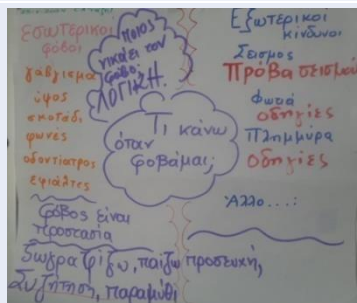 Εσωτερικοί
φόβοι
γάβγισμα
ύψος
σκοτάδι
φωνές
οδοντίατρος
εφιάλτες
Ποιος
νικάει τον
φόβο;
ΛΟΓΙΚΗ.
Τι κάνω
όταν
φοβάμαι;
Εξωτερικοί
κίνδυνοι
Σεισμός
Πρόβα σεισμού
Φωτιά
οδηγίες
Πλημμύρα
Οδηγίες
Άλλο...:
φόβος είναι
προστασία
Ζωγραφίζω, παίζω, προσευχή,
Συζήτηση, παραμύθι